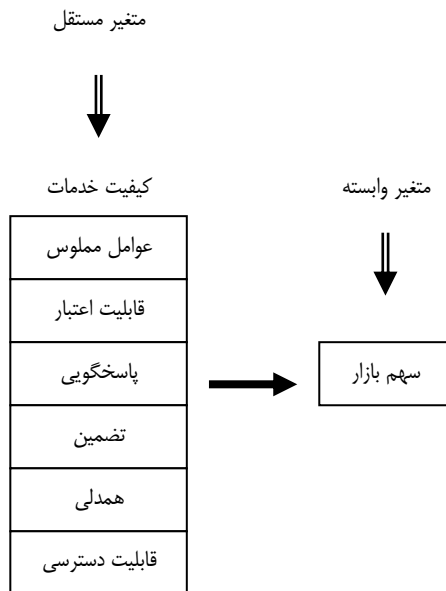 متغیر مستقل
کیفیت خدمات
متغیر وابسته
عوامل مملوس
قابلیت اعتبار
پاسخگویی
سهم بازار
تضمین
همدلی
قابلیت دسترسی